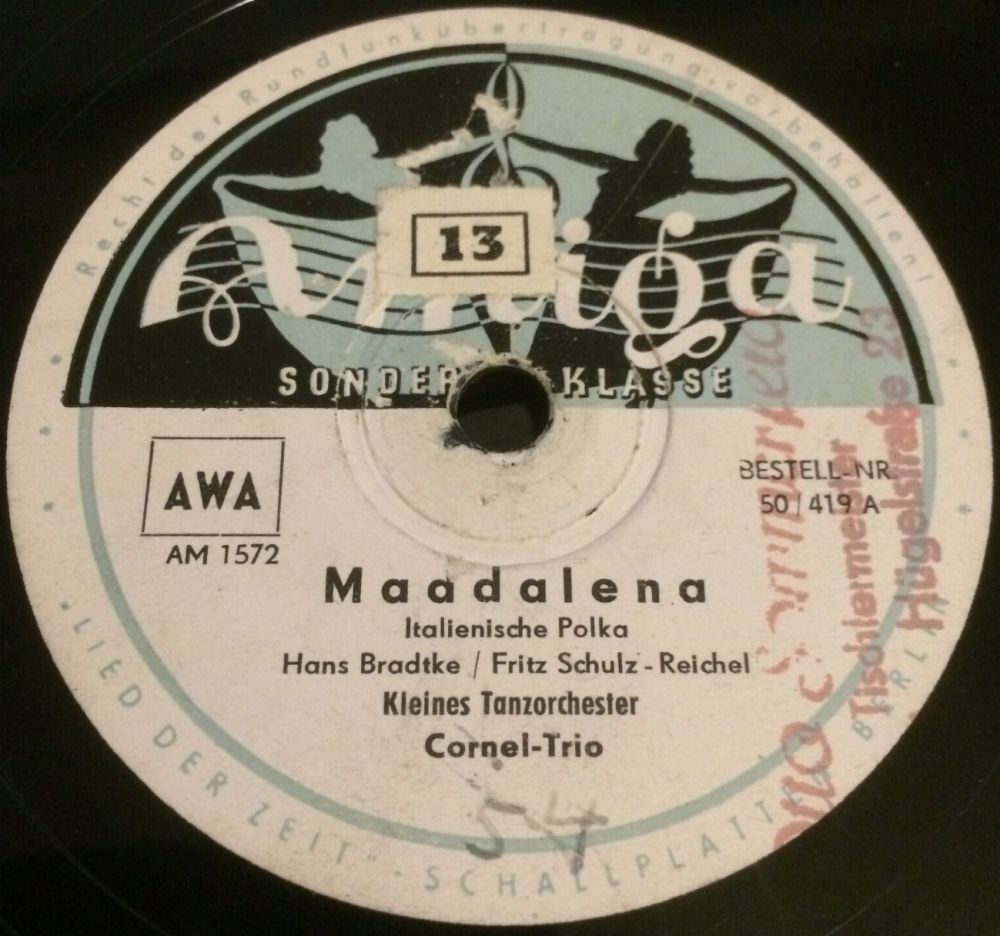 Recht der Rundfunkübertragung vorbehalten!
Amiga
13
SONDER KLASSE
AWA
AM 1572
BESTELL-NR.
50 / 419 A
Maadalena
Italienische Polka
Hans Bradtke / Fritz Schulz-Reichel
Kleines Tanzorchester
Cornel-Trio
54
Tischlermeister
Hügelstraße 23
· LIED DER ZEIT · SCHALLPLATTEN BERLIN